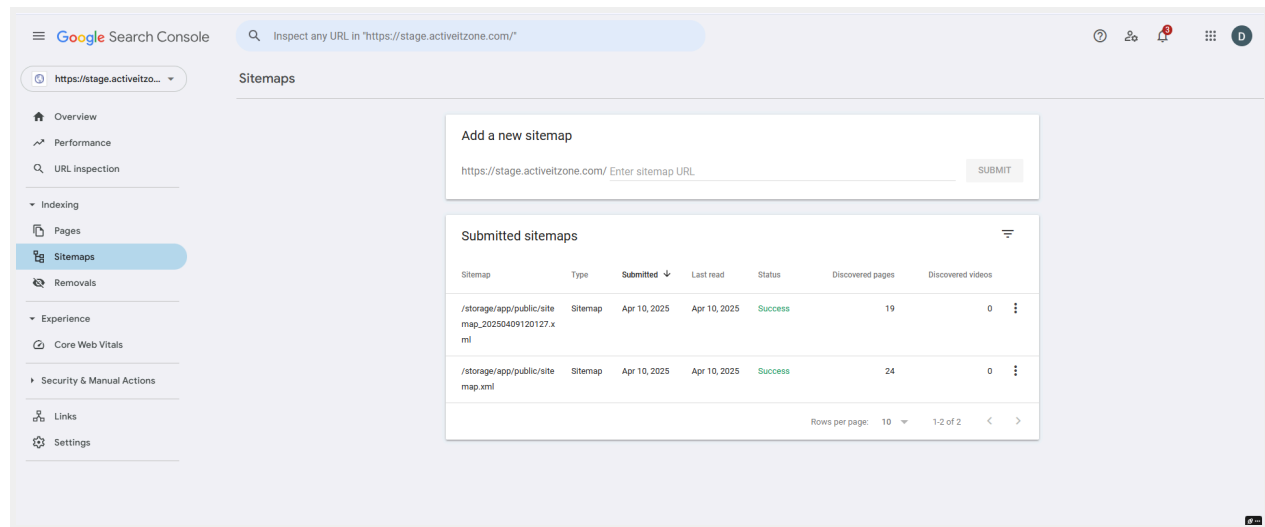 Google Search Console
Inspect any URL in "https://stage.activeitzone.com/"
3
D
https://stage.activeitzo...
Sitemaps
Overview
Performance
URL inspection
Indexing
Pages
Sitemaps
Removals
Experience
Core Web Vitals
Security & Manual Actions
Links
Settings
Add a new sitemap
https://stage.activeitzone.com/ Enter sitemap URL
SUBMIT
Submitted sitemaps
Sitemap Type Submitted Last read Status Discovered pages Discovered videos
/storage/app/public/site Sitemap Apr 10, 2025 Apr 10, 2025 Success 19 0
map_20250409120127.x
ml
/storage/app/public/site Sitemap Apr 10, 2025 Apr 10, 2025 Success 24 0
map.xml
Rows per page: 10 1-2 of 2